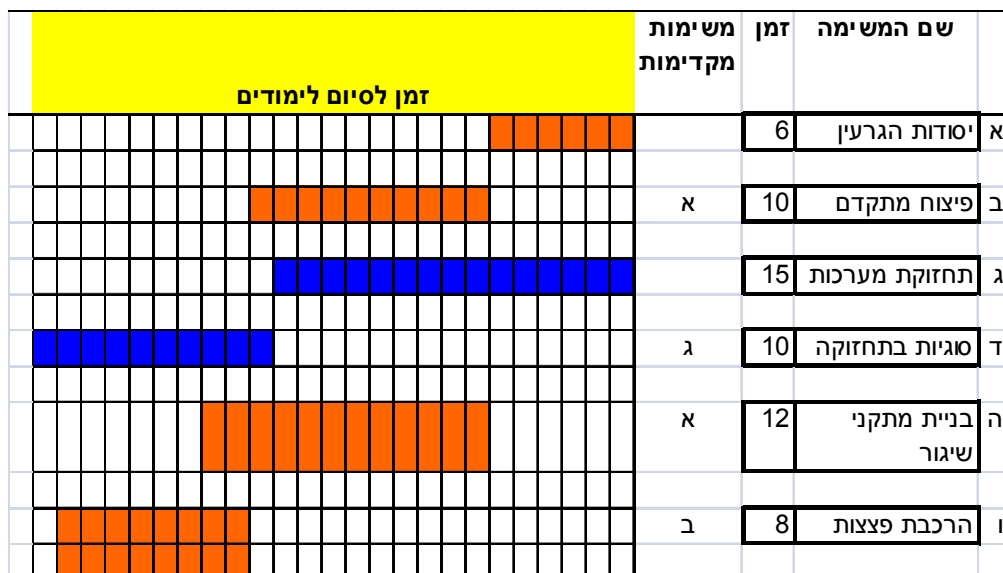 שם המשימה זמן משימות מקדימות
זמן לסיום לימודים
א יסודות הגרעין 6
ב פיצוח מתקדם 10 א
ג תחזוקת מערכות 15
ד סוגיות בתחזוקה 10 ג
ה בניית מתקני 12 א
שיגור
ו הרכבת פצצות 8 ב